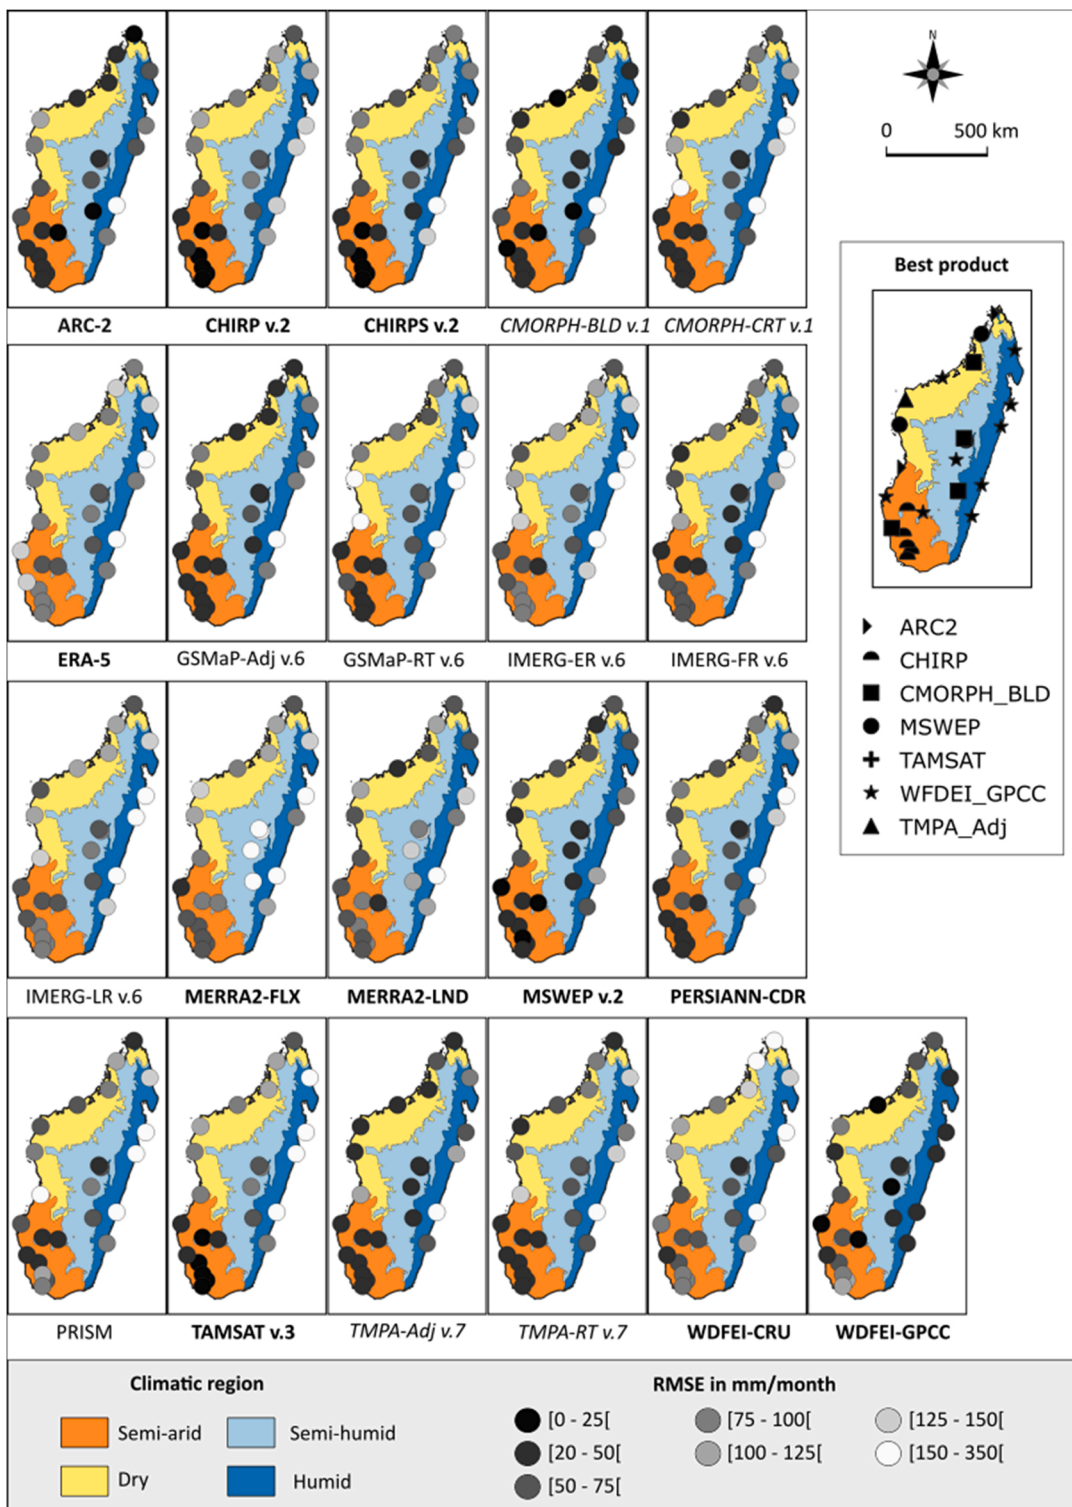 N
0 500 km
ARC-2 CHIRP v.2 CHIRPS v.2 CMORPH-BLD v.1 CMORPH-CRT v.1
Best product
ARC2
CHIRP
CMORPH_BLD
MSWEP
TAMSAT
WFDEI_GPCC
TMPA_Adj
ERA-5 GSMaP-Adj v.6 GSMaP-RT v.6 IMERG-ER v.6 IMERG-FR v.6
IMERG-LR v.6 MERRA2-FLX MERRA2-LND MSWEP v.2 PERSIANN-CDR
PRISM TAMSAT v.3 TMPA-Adj v.7 TMPA-RT v.7 WDFEI-CRU WDFEI-GPCC
Climatic region
Semi-arid Semi-humid
Dry Humid
RMSE in mm/month
[0 - 25[ [75 - 100[ [125 - 150[
[20 - 50[ [100 - 125[ [150 - 350[
[50 - 75[